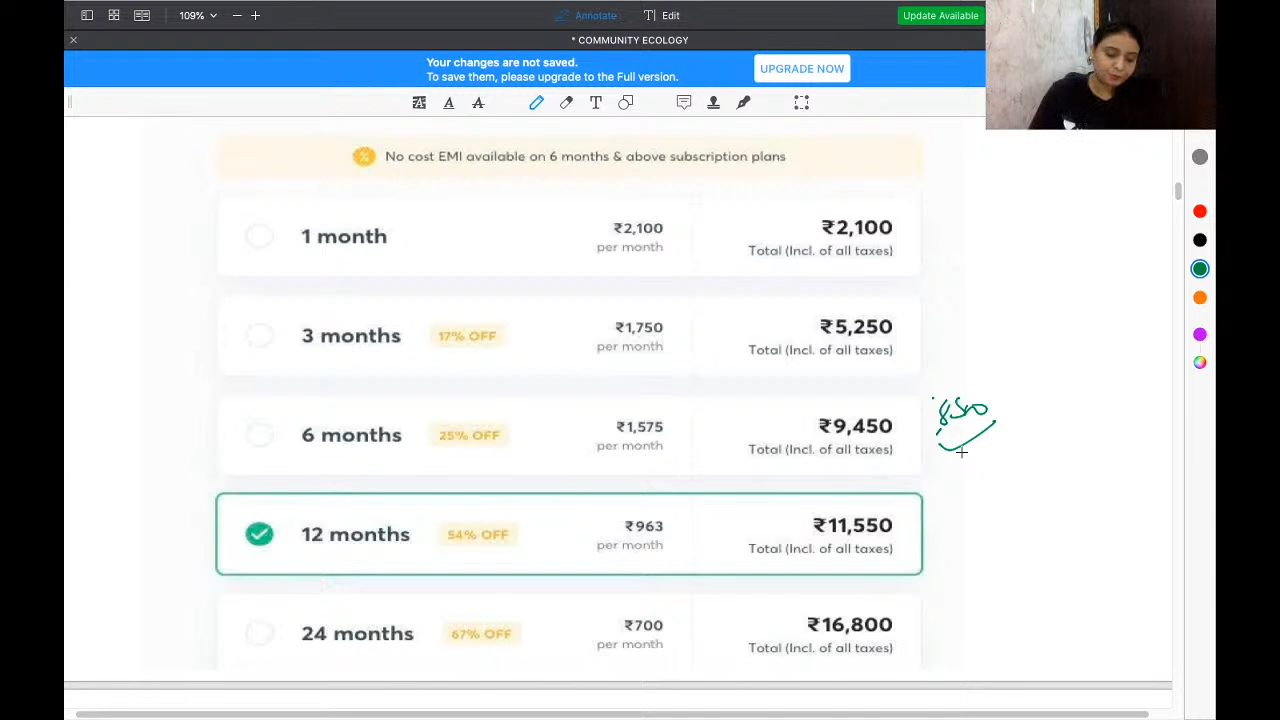 109%
Annotate
Edit
Update Available
* COMMUNITY ECOLOGY
Your changes are not saved.
To save them, please upgrade to the Full version.
UPGRADE NOW
No cost EMI available on 6 months & above subscription plans
1 month
₹2,100
per month
₹2,100
Total (Incl. of all taxes)
3 months
17% OFF
₹1,750
per month
₹5,250
Total (Incl. of all taxes)
6 months
25% OFF
₹1,575
per month
₹9,450
Total (Incl. of all taxes)
8500
12 months
54% OFF
₹963
per month
₹11,550
Total (Incl. of all taxes)
24 months
67% OFF
₹700
per month
₹16,800
Total (Incl. of all taxes)